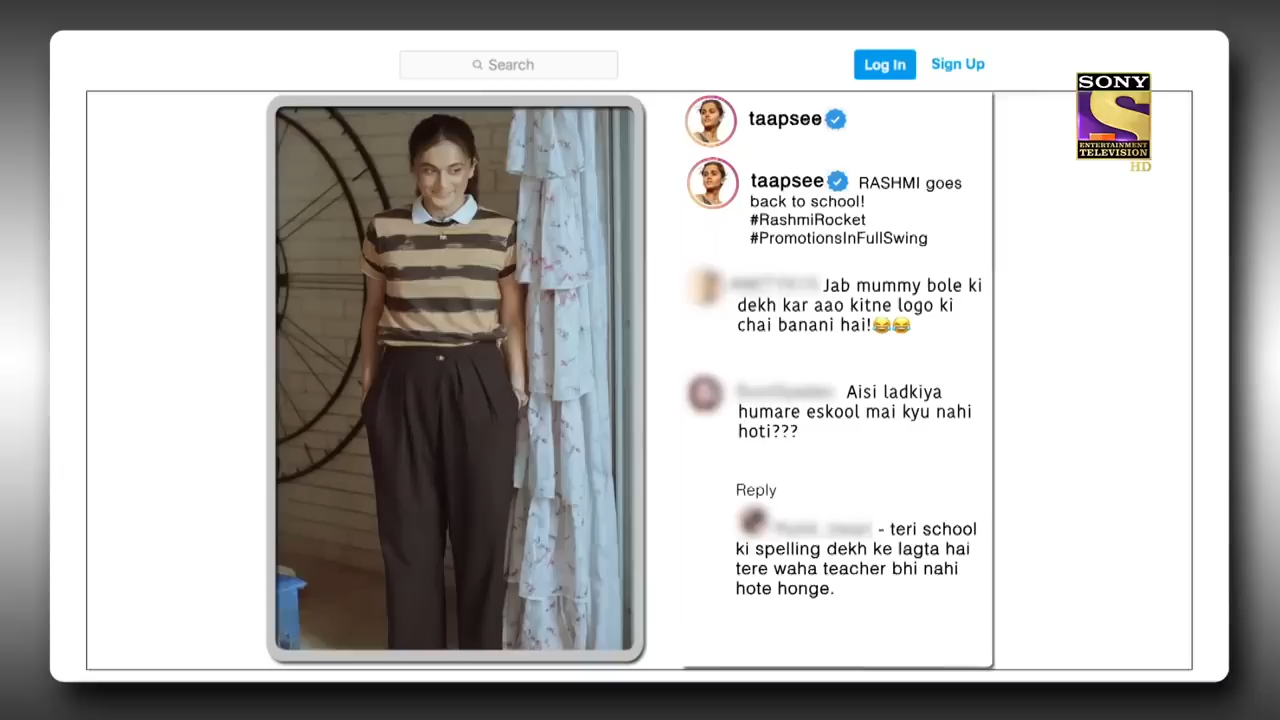 Search
Log In
Sign Up
SONY
S
ENTERTAINMENT
TELEVISION
HD
taapsee
taapsee RASHMI goes
back to school!
#RashmiRocket
#PromotionsInFullSwing
Jab mummy bole ki
dekh kar aao kitne logo ki
chai banani hai!😂😂
Aisi ladkiya
humare eskool mai kyu nahi
hoti???
Reply
- teri school
ki spelling dekh ke lagta hai
tere waha teacher bhi nahi
hote honge.